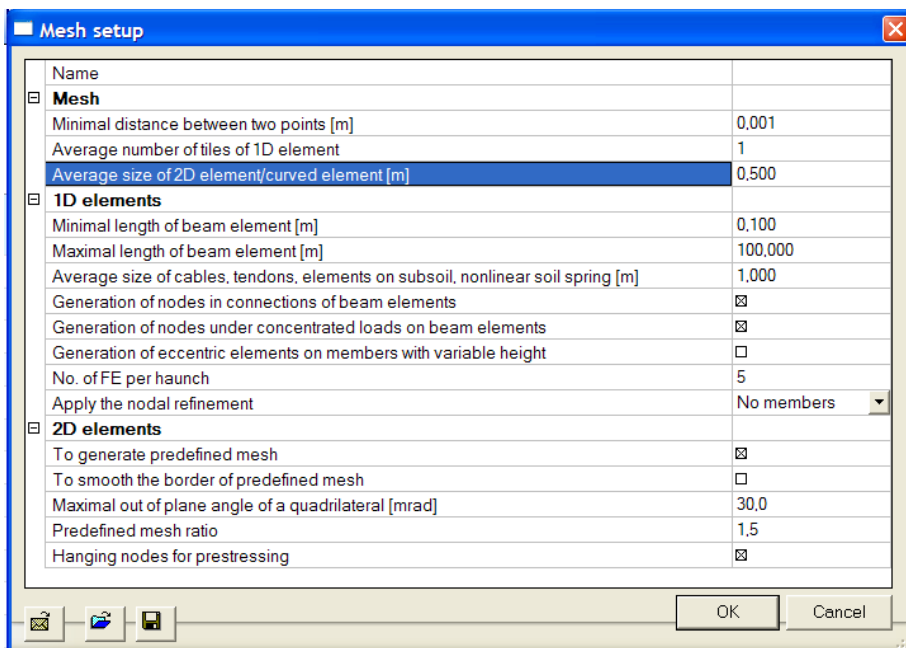 Mesh setup
Name
Mesh
Minimal distance between two points [m] 0,001
Average number of tiles of 1D element 1
Average size of 2D element/curved element [m] 0,500
1D elements
Minimal length of beam element [m] 0,100
Maximal length of beam element [m] 100,000
Average size of cables, tendons, elements on subsoil, nonlinear soil spring [m] 1,000
Generation of nodes in connections of beam elements
Generation of nodes under concentrated loads on beam elements
Generation of eccentric elements on members with variable height
No. of FE per haunch 5
Apply the nodal refinement No members
2D elements
To generate predefined mesh
To smooth the border of predefined mesh
Maximal out of plane angle of a quadrilateral [mrad] 30,0
Predefined mesh ratio 1,5
Hanging nodes for prestressing
OK Cancel